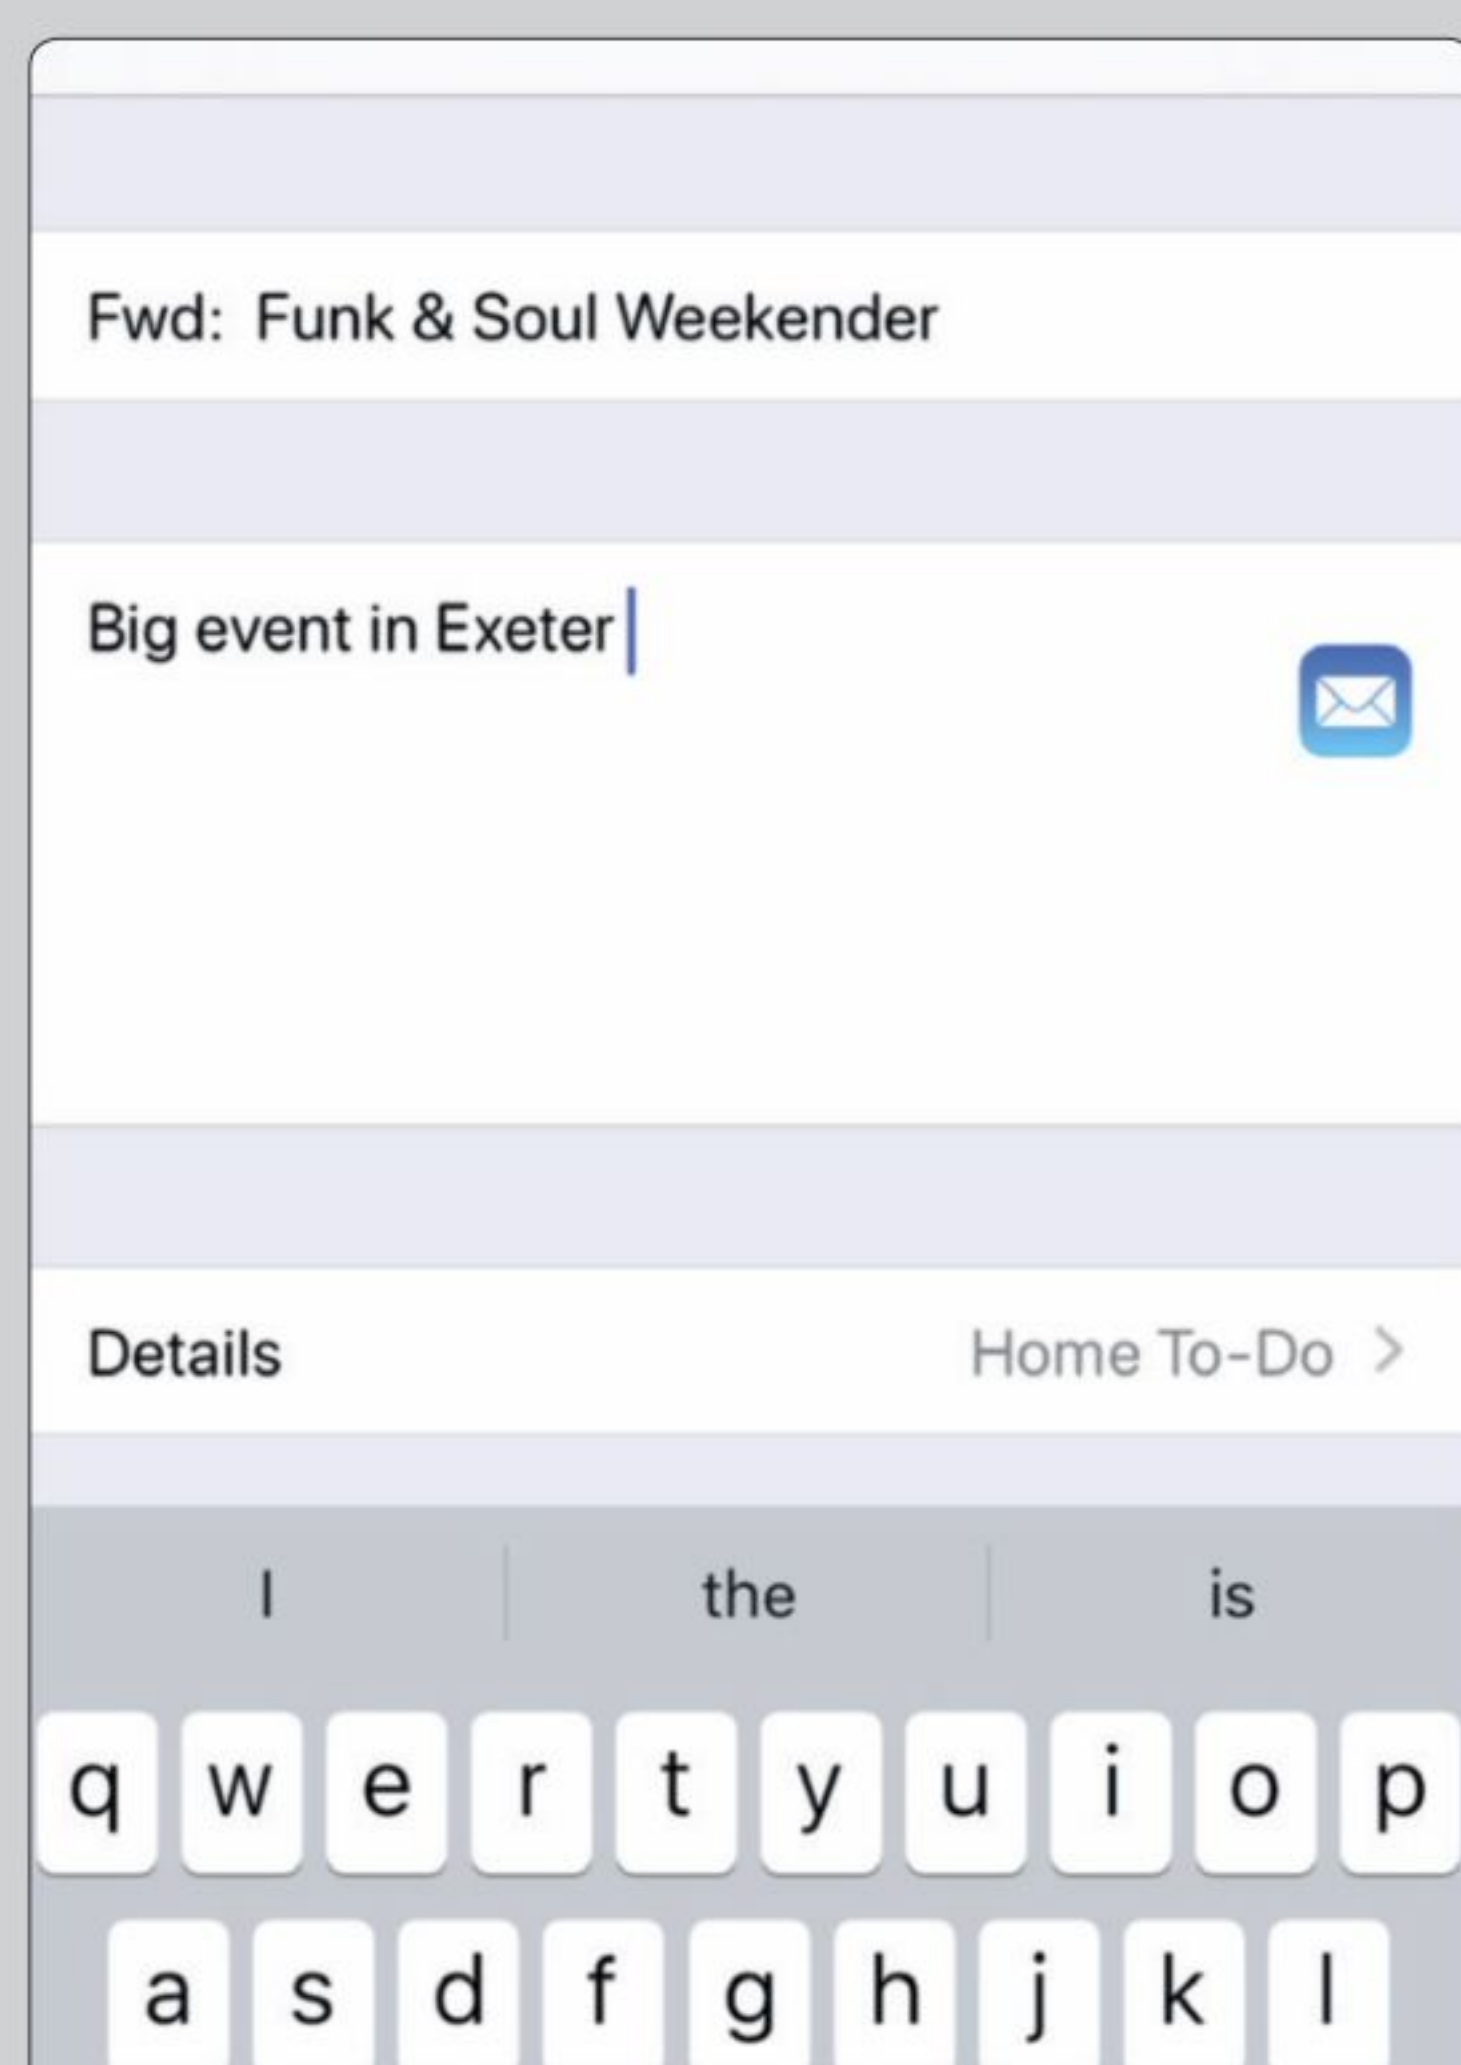 Fwd:  Funk & Soul Weekender
Big event in Exeter
Details Home To-Do
I the is
q w e r t y u i o p
a s d f g h j k l